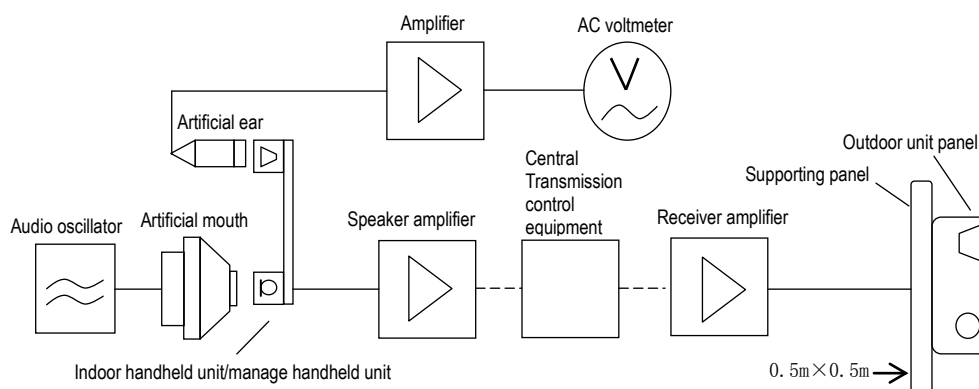 Amplifier
AC voltmeter
Artificial ear
Central
Transmission
control
equipment
Outdoor unit panel
Supporting panel
Audio oscillator
Artificial mouth
Speaker amplifier
Receiver amplifier
Indoor handheld unit/manage handheld unit
0.5m×0.5m